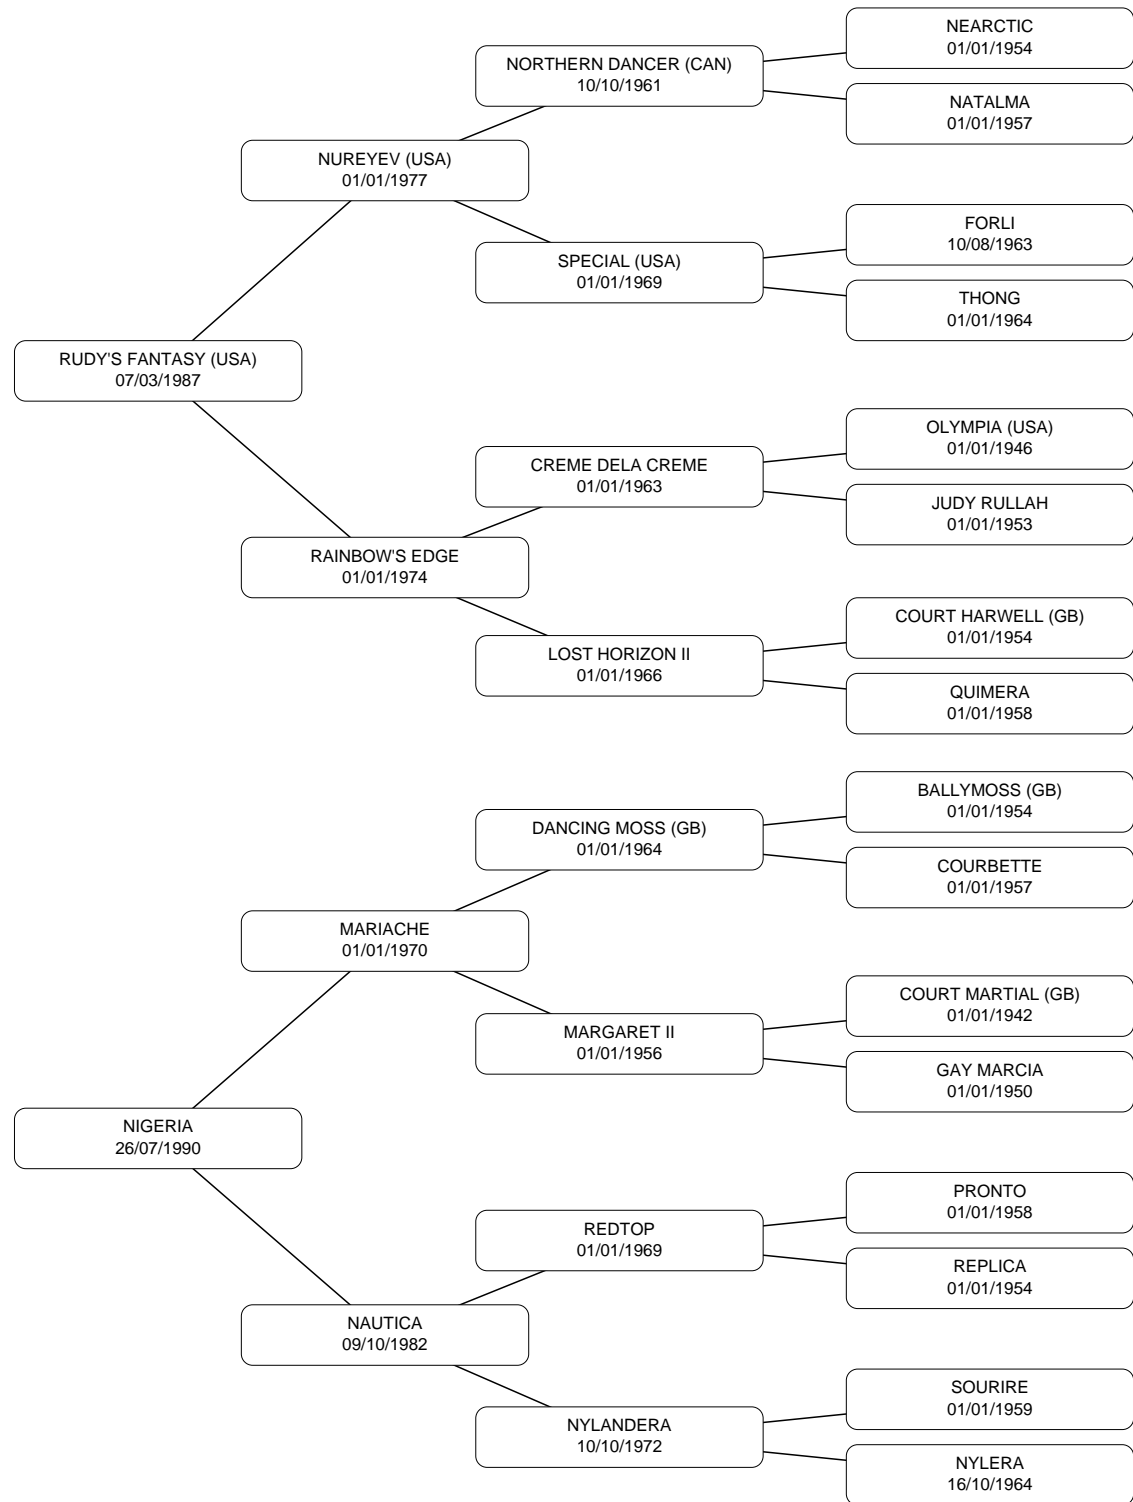 NEARCTIC
01/01/1954
NORTHERN DANCER (CAN)
10/10/1961
NATALMA
01/01/1957
NUREYEV (USA)
01/01/1977
FORLI
10/08/1963
SPECIAL (USA)
01/01/1969
THONG
01/01/1964
RUDY'S FANTASY (USA)
07/03/1987
OLYMPIA (USA)
01/01/1946
CREME DELA CREME
01/01/1963
JUDY RULLAH
01/01/1953
RAINBOW'S EDGE
01/01/1974
COURT HARWELL (GB)
01/01/1954
LOST HORIZON II
01/01/1966
QUIMERA
01/01/1958
BALLYMOSS (GB)
01/01/1954
DANCING MOSS (GB)
01/01/1964
COURBETTE
01/01/1957
MARIACHE
01/01/1970
COURT MARTIAL (GB)
01/01/1942
MARGARET II
01/01/1956
GAY MARCIA
01/01/1950
NIGERIA
26/07/1990
PRONTO
01/01/1958
REDTOP
01/01/1969
REPLICA
01/01/1954
NAUTICA
09/10/1982
SOURIRE
01/01/1959
NYLANDERA
10/10/1972
NYLERA
16/10/1964